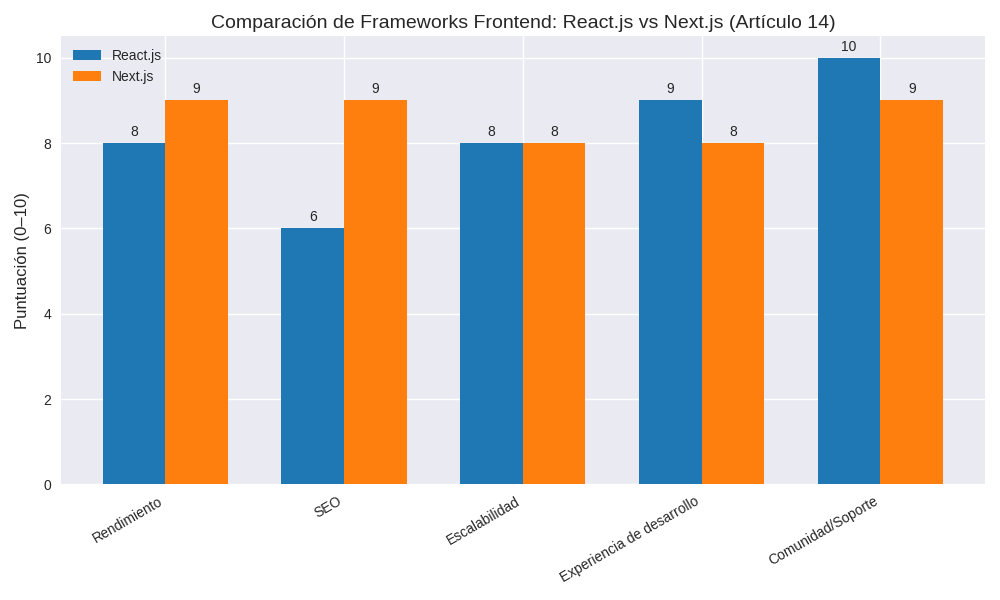 Comparación de Frameworks Frontend: React.js vs Next.js (Artículo 14)
React.js
Next.js
Puntuación (0–10)
10
8
6
4
2
0
8
9
6
9
8
8
9
8
10
9
Rendimiento
SEO
Escalabilidad
Experiencia de desarrollo
Comunidad/Soporte